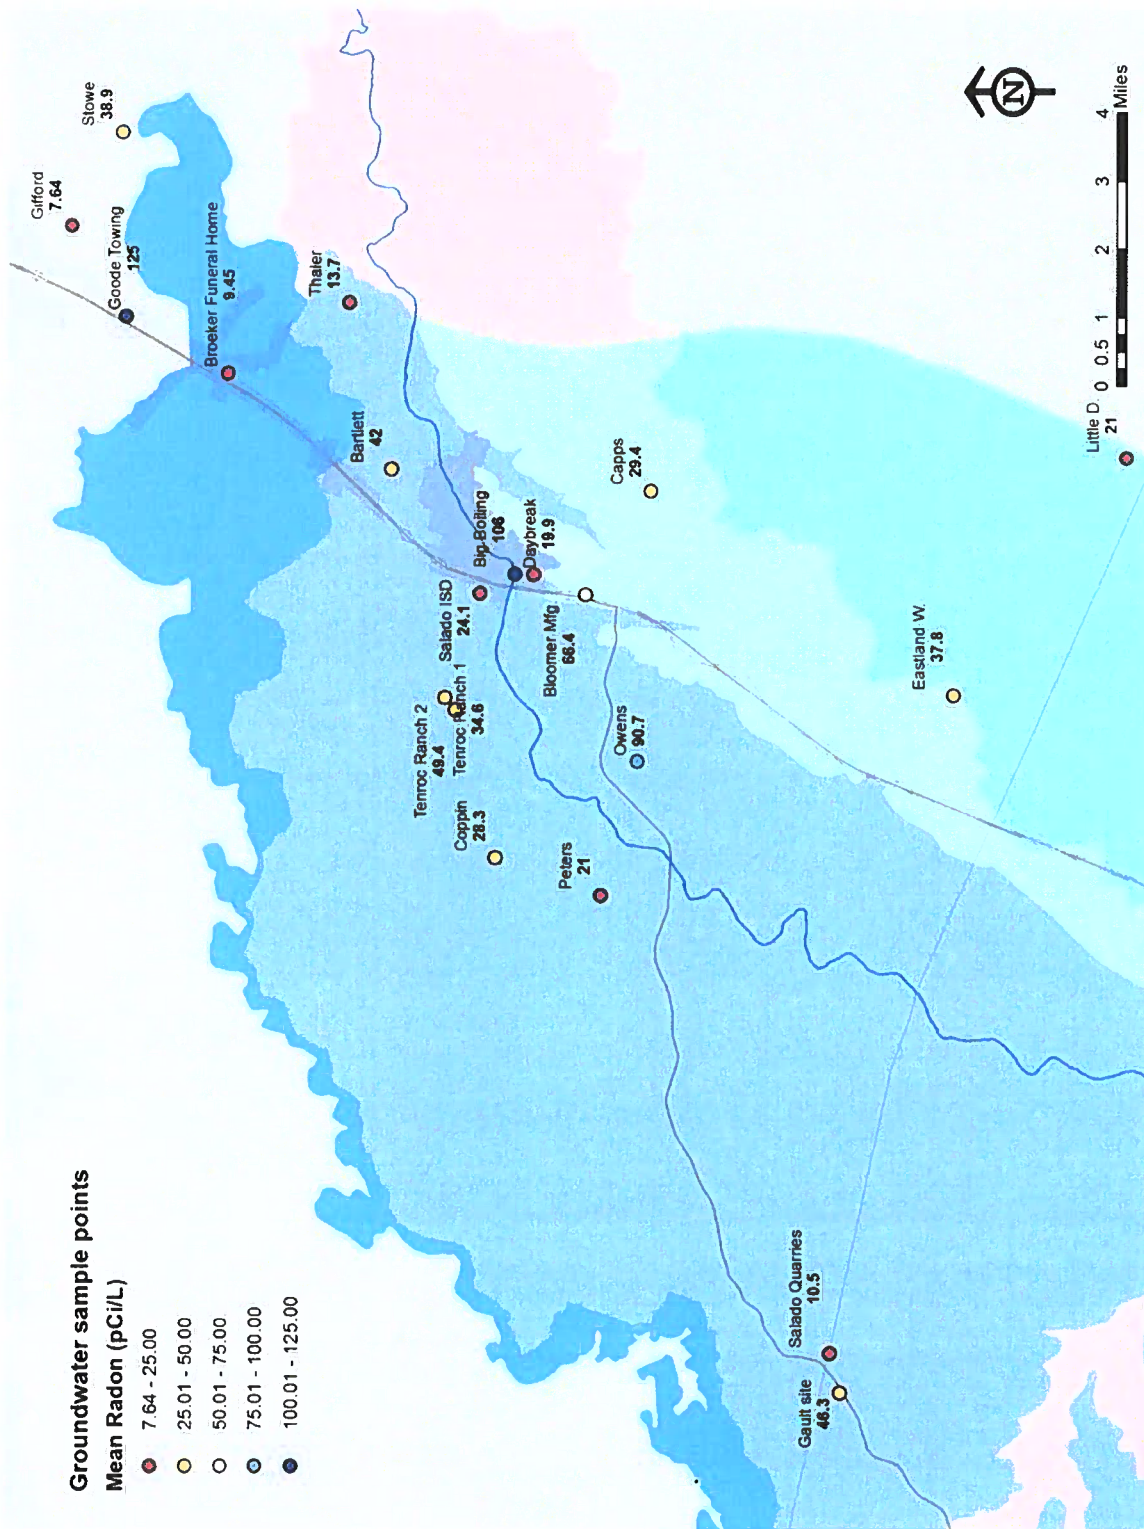 Groundwater sample points
Mean Radon (pCi/L)
7.64 - 25.00
25.01 - 50.00
50.01 - 75.00
75.01 - 100.00
100.01 - 125.00
Stowe
38.9
Gifford
7.64
Goode Towing
125
Broeker Funeral Home
9.45
Thaler
13.7
Bartlett
42
Big Boiling
106
Daybreak
19.9
Salado ISD
24.1
Tenroc Ranch 2
49.4
Tenroc Ranch 1
34.6
Coppin
28.3
Bloomer Mfg
66.4
Capps
29.4
Owens
90.7
Peters
21
Eastland W.
37.8
Little D.
21
Salado Quarries
10.5
Gault site
46.3
N
0 0.5 1 2 3 4
Miles